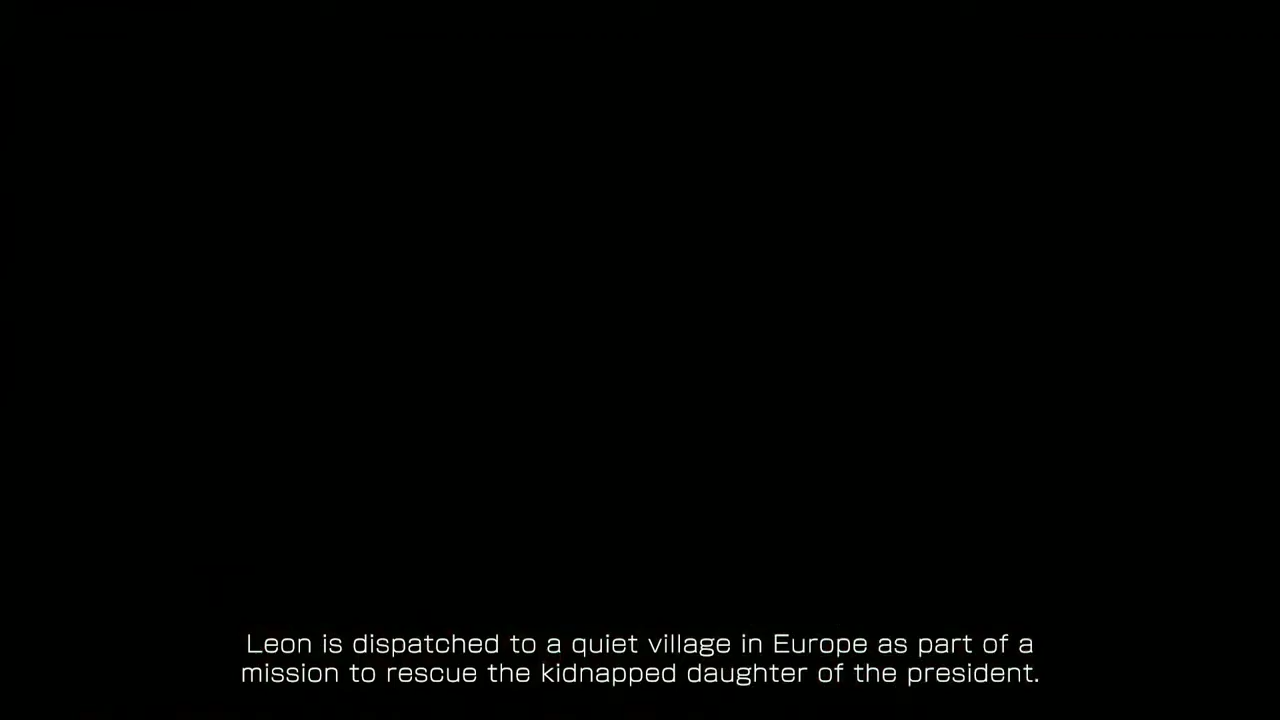 Leon is dispatched to a quiet village in Europe as part of a
mission to rescue the kidnapped daughter of the president.